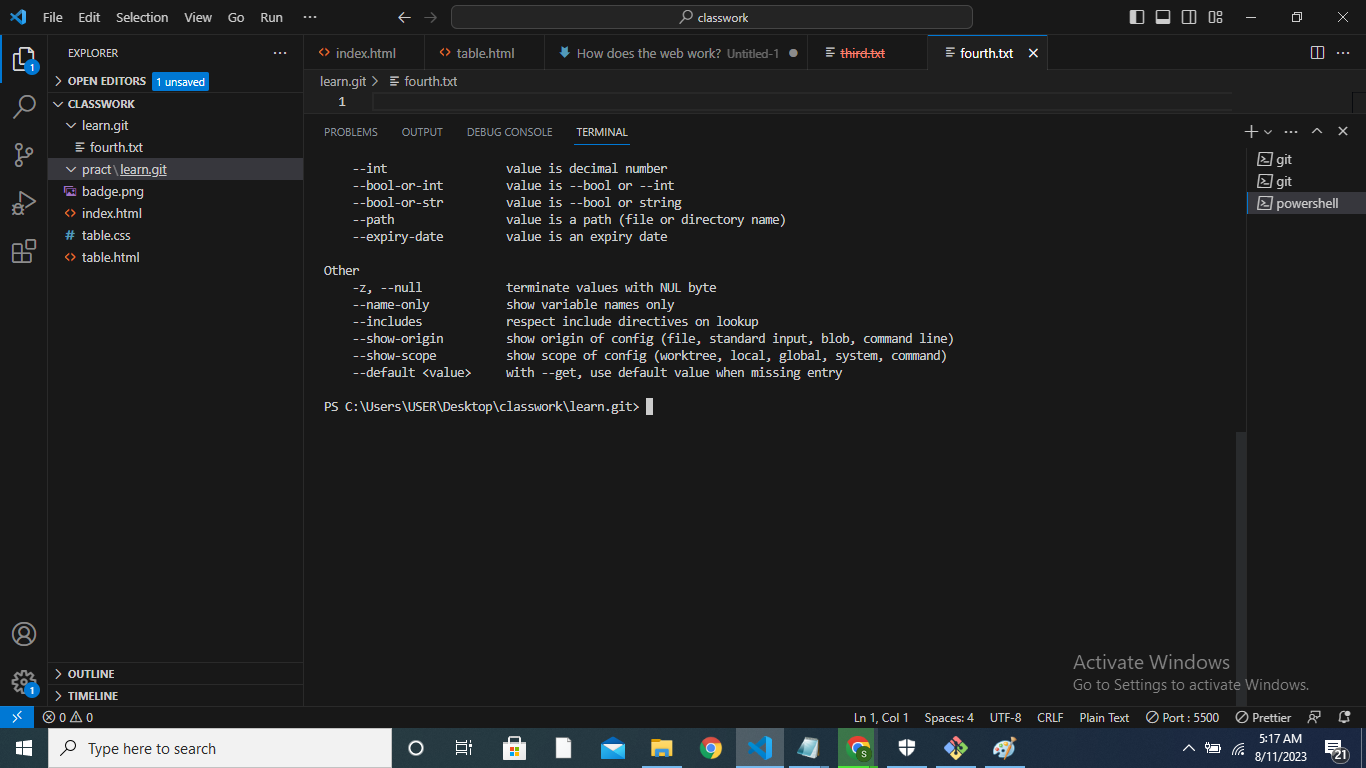 File Edit Selection View Go Run ···
classwork
EXPLORER ···
OPEN EDITORS 1 unsaved
CLASSWORK
learn.git
fourth.txt
pract\learn.git
badge.png
index.html
table.css
table.html
OUTLINE
TIMELINE
1
1
index.html table.html How does the web work? Untitled-1 third.txt fourth.txt
learn.git > fourth.txt
1
PROBLEMS OUTPUT DEBUG CONSOLE TERMINAL
--int value is decimal number
--bool-or-int value is --bool or --int
--bool-or-str value is --bool or string
--path value is a path (file or directory name)
--expiry-date value is an expiry date
Other
-z, --null terminate values with NUL byte
--name-only show variable names only
--includes respect include directives on lookup
--show-origin show origin of config (file, standard input, blob, command line)
--show-scope show scope of config (worktree, local, global, system, command)
--default <value> with --get, use default value when missing entry
PS C:\Users\USER\Desktop\classwork\learn.git>
git
git
powershell
Activate Windows
Go to Settings to activate Windows.
0 0 Ln 1, Col 1 Spaces: 4 UTF-8 CRLF Plain Text Port : 5500 Prettier
Type here to search
S
5:17 AM
8/11/2023
21